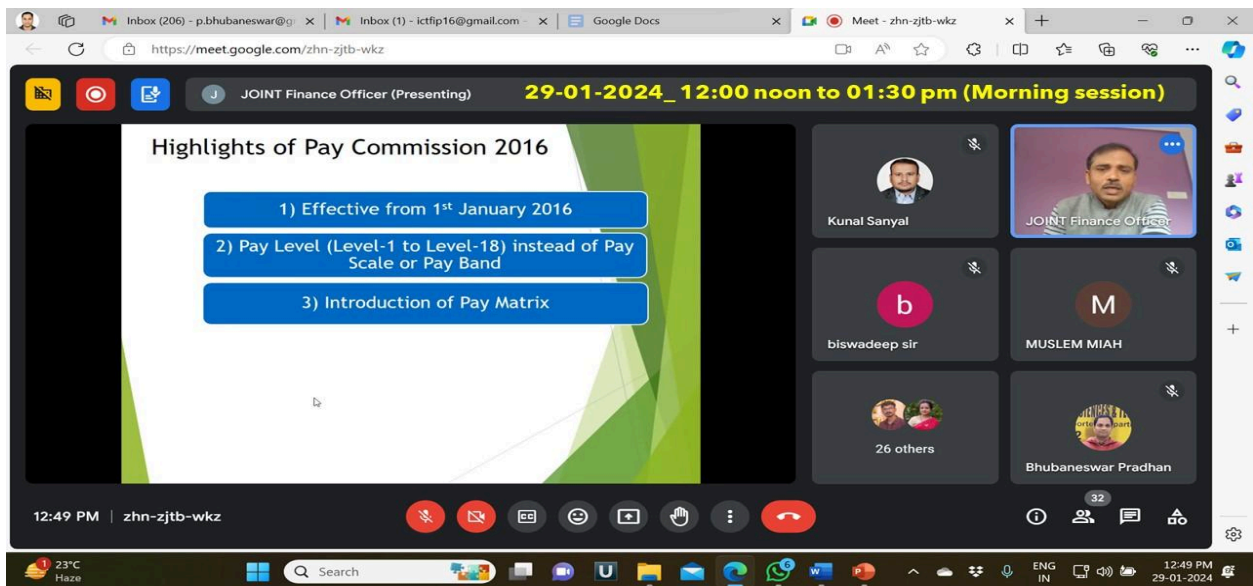 Inbox (206) - p.bhubaneswar@g
Inbox (1) - ictfip16@gmail.com -
Google Docs
Meet - zhn-zjtb-wkz
https://meet.google.com/zhn-zjtb-wkz
J JOINT Finance Officer (Presenting)
29-01-2024_ 12:00 noon to 01:30 pm (Morning session)
Highlights of Pay Commission 2016
1) Effective from 1st January 2016
2) Pay Level (Level-1 to Level-18) instead of Pay
Scale or Pay Band
3) Introduction of Pay Matrix
Kunal Sanyal
JOINT Finance Officer
b
biswadeep sir
M
MUSLEM MIAH
26 others
Bhubaneswar Pradhan
12:49 PM | zhn-zjtb-wkz
CC
32
1
23°C
Haze
Search
U
6
ENG
IN
12:49 PM
29-01-2024